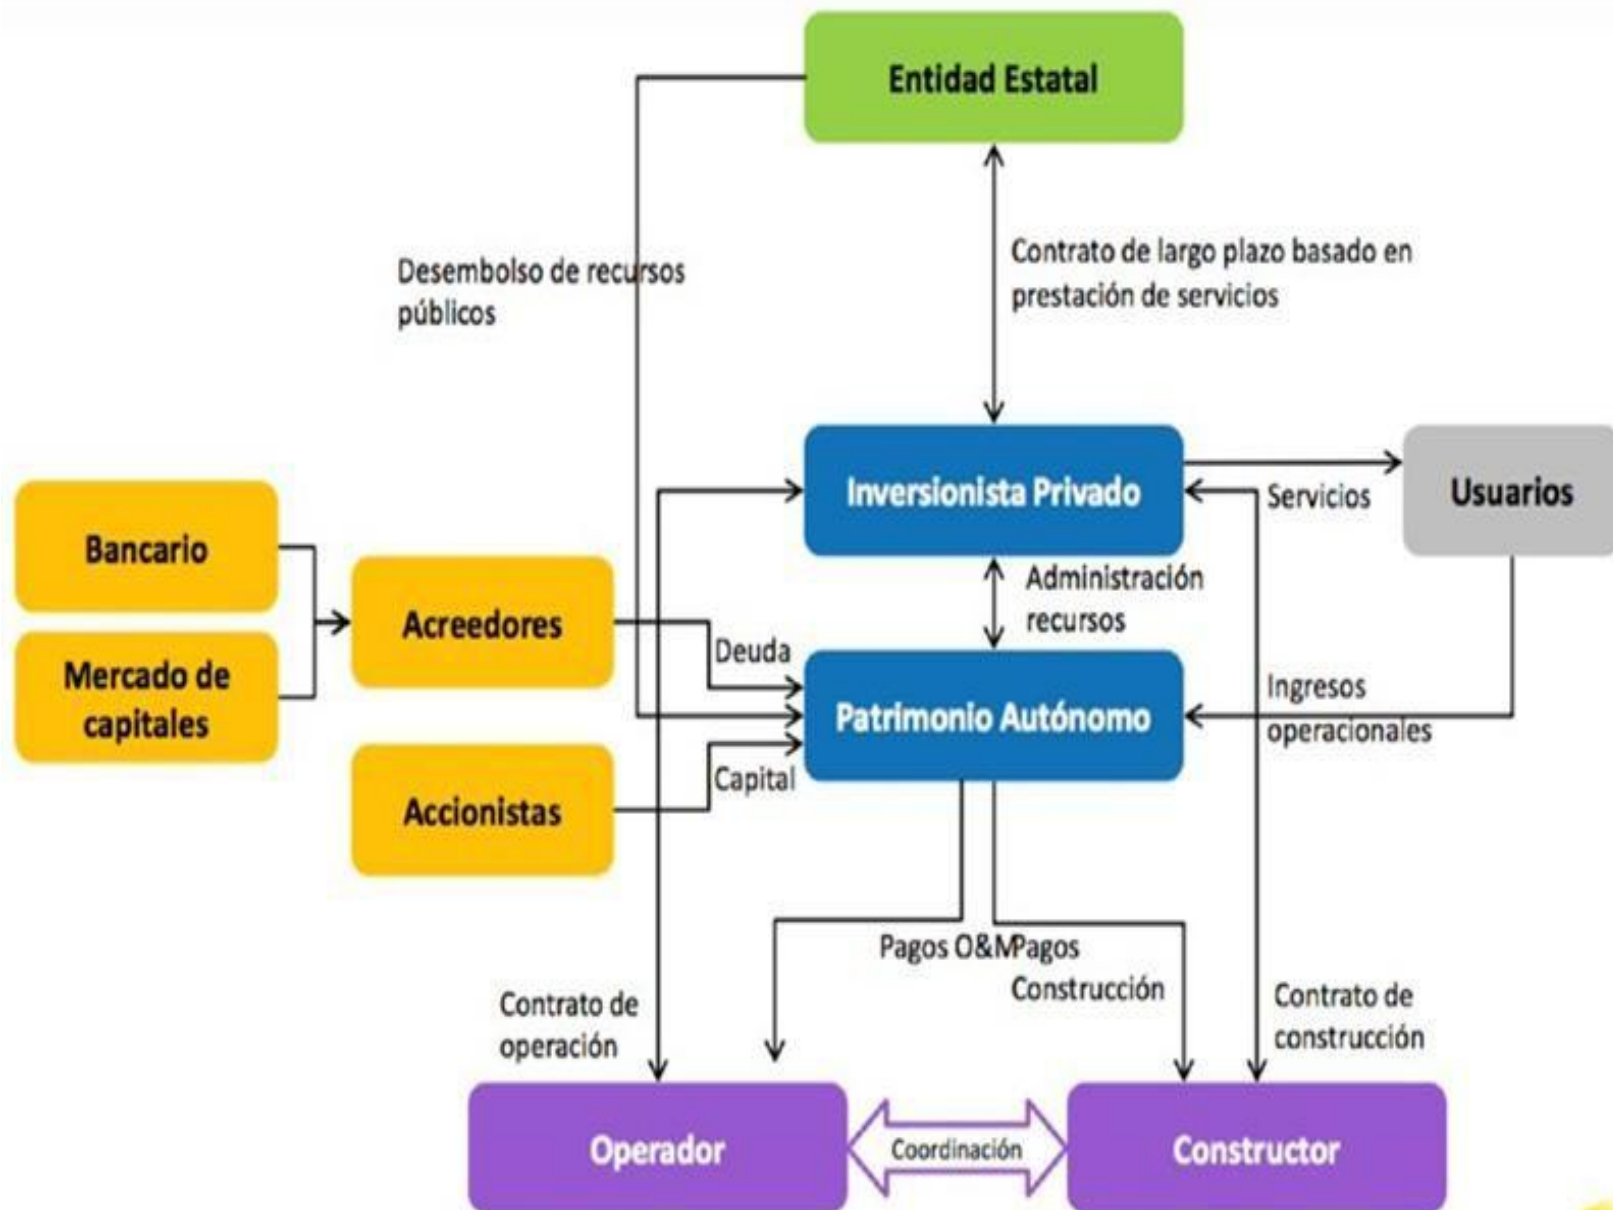 Entidad Estatal
Desembolso de recursos
públicos
Contrato de largo plazo basado en
prestación de servicios
Inversionista Privado
Servicios
Usuarios
Bancario
Mercado de
capitales
Acreedores
Accionistas
Deuda
Capital
Administración
recursos
Patrimonio Autónomo
Ingresos
operacionales
Pagos O&M
Pagos
Construcción
Contrato de
operación
Contrato de
construcción
Operador
Coordinación
Constructor